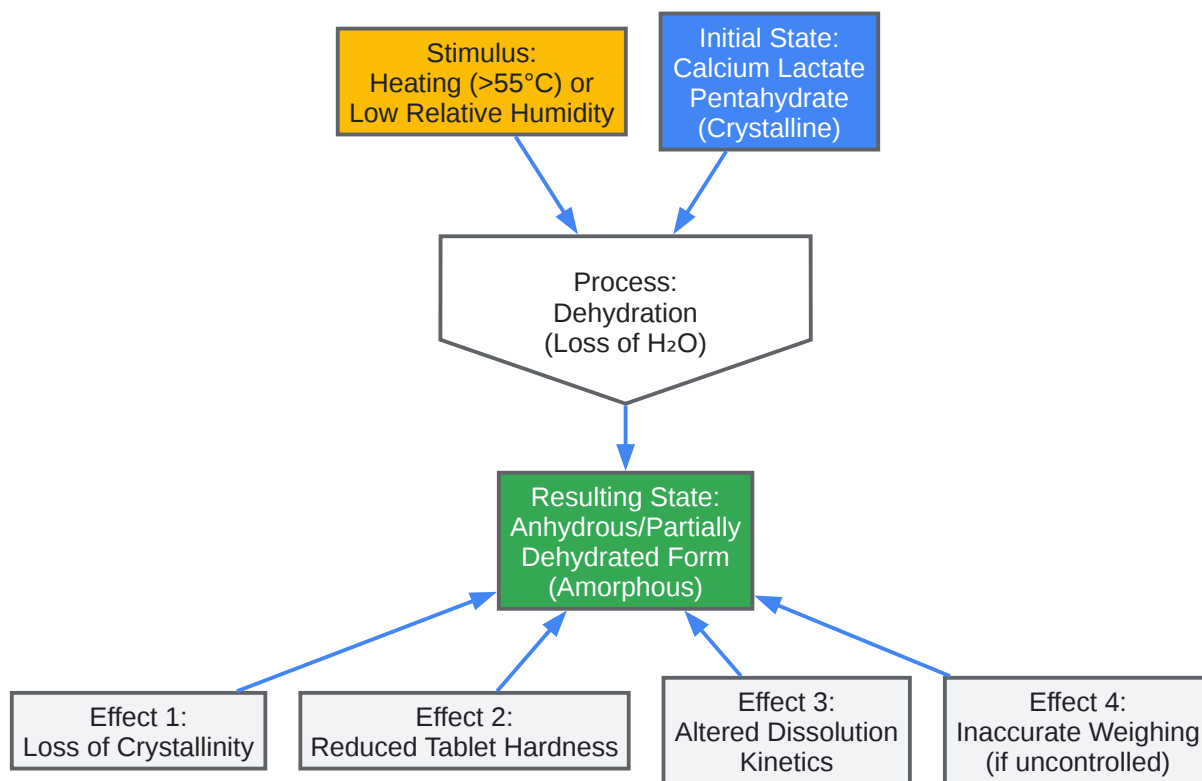 Stimulus:
Heating (>55°C) or
Low Relative Humidity
Initial State:
Calcium Lactate
Pentahydrate
(Crystalline)
Process:
Dehydration
(Loss of H₂O)
Resulting State:
Anhydrous/Partially
Dehydrated Form
(Amorphous)
Effect 1:
Loss of Crystallinity
Effect 2:
Reduced Tablet Hardness
Effect 3:
Altered Dissolution
Kinetics
Effect 4:
Inaccurate Weighing
(if uncontrolled)